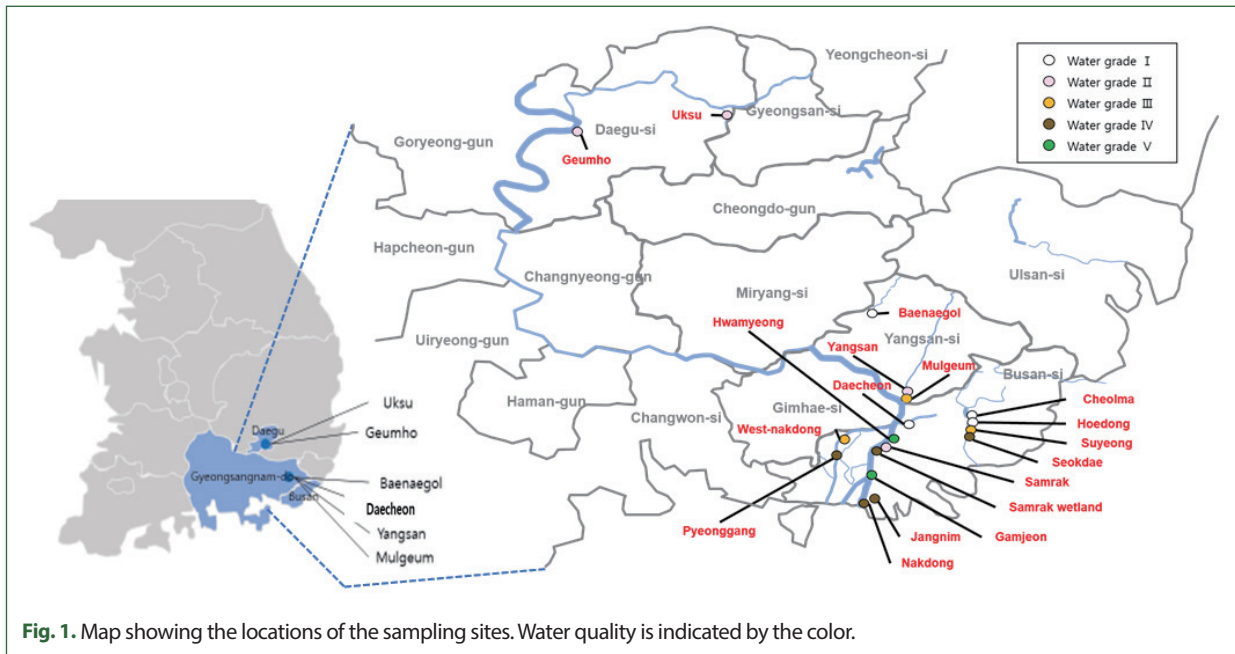 Yeongcheon-si
Water grade Ⅰ
Water grade Ⅱ
Water grade Ⅲ
Water grade Ⅳ
Water grade Ⅴ
Uksu
Gyeongsan-si
Daegu-si
Goryeong-gun
Geumho
Cheongdo-gun
Hapcheon-gun
Changnyeong-gun
Ulsan-si
Miryang-si
Baenaegol
Hwamyeong
Uiryeong-gun
Yangsan
Yangsan-si
Mulgeum
Busan-si
Daecheon
Haman-gun
Changwon-si
Gimhae-si
Cheolma
Hoedong
West-nakdong
Suyeong
Seokdae
Samrak
Samrak wetland
Pyeonggang
Jangnim
Gamjeon
Nakdong
Uksu
Daegu
Geumho
Gyeongsangnam-do
Baenaegol
Busan
Daecheon
Yangsan
Mulgeum
Fig. 1. Map showing the locations of the sampling sites. Water quality is indicated by the color.